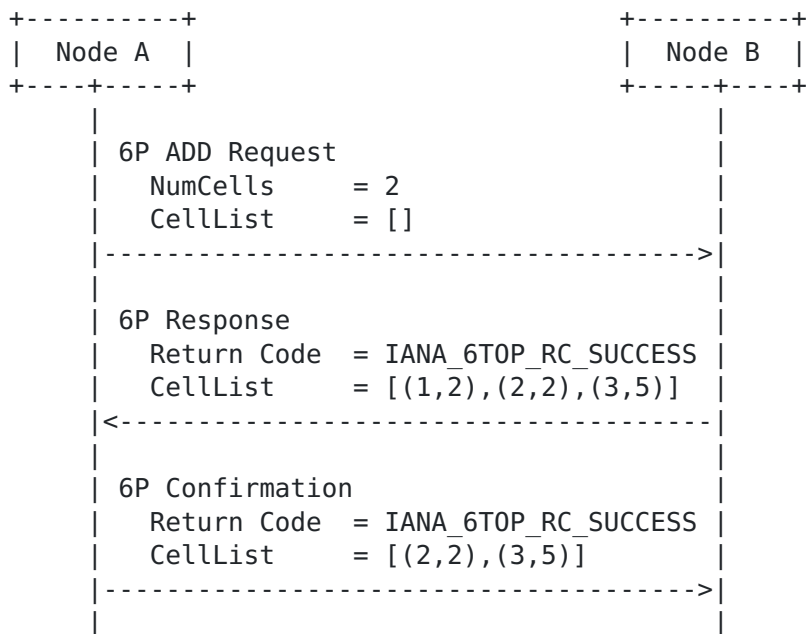 Node A Node B
6P ADD Request
NumCells = 2
CellList = []
6P Response
Return Code = IANA_6TOP_RC_SUCCESS
CellList = [(1,2),(2,2),(3,5)]
6P Confirmation
Return Code = IANA_6TOP_RC_SUCCESS
CellList = [(2,2),(3,5)]